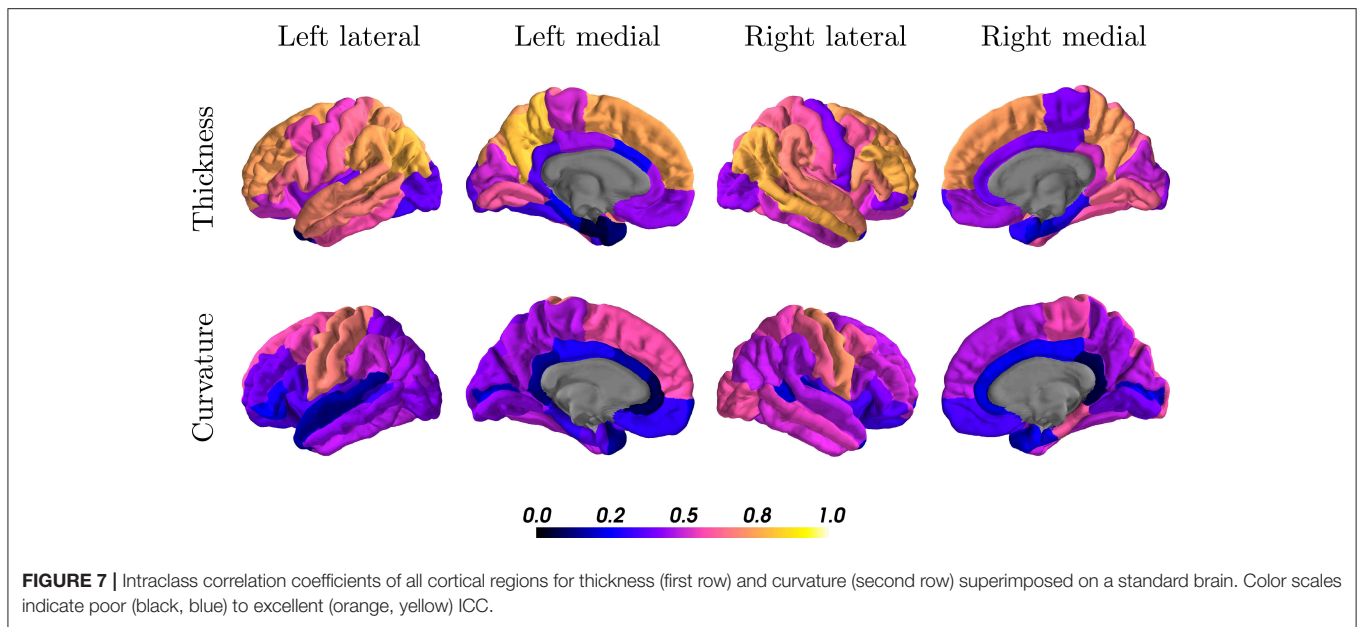 Left lateral Left medial Right lateral Right medial
Thickness
Curvature
0.0 0.2 0.5 0.8 1.0
FIGURE 7 | Intraclass correlation coefficients of all cortical regions for thickness (first row) and curvature (second row) superimposed on a standard brain. Color scales
indicate poor (black, blue) to excellent (orange, yellow) ICC.